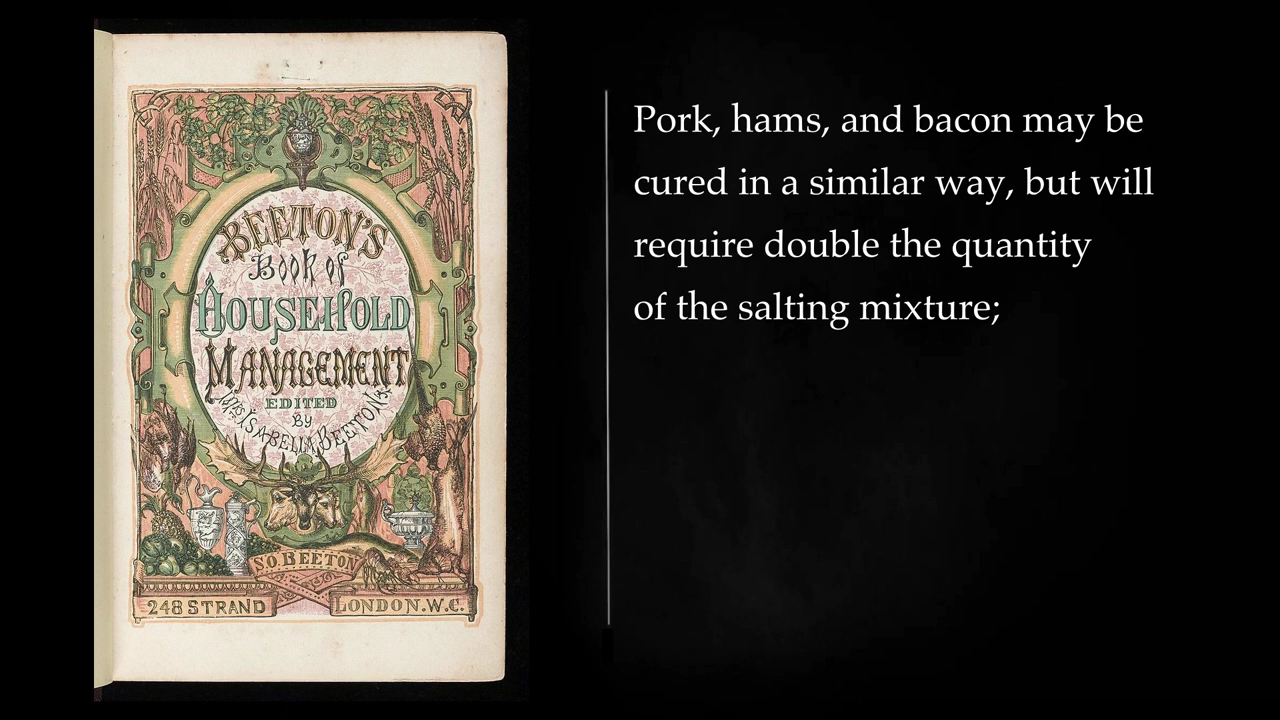 BEETON'S
Book of
HOUSEHOLD
MANAGEMENT
EDITED
BY
MRS ISABELLA BEETON
S.O. BEETON
248 STRAND
LONDON. W.C.
Pork, hams, and bacon may be
cured in a similar way, but will
require double the quantity
of the salting mixture;